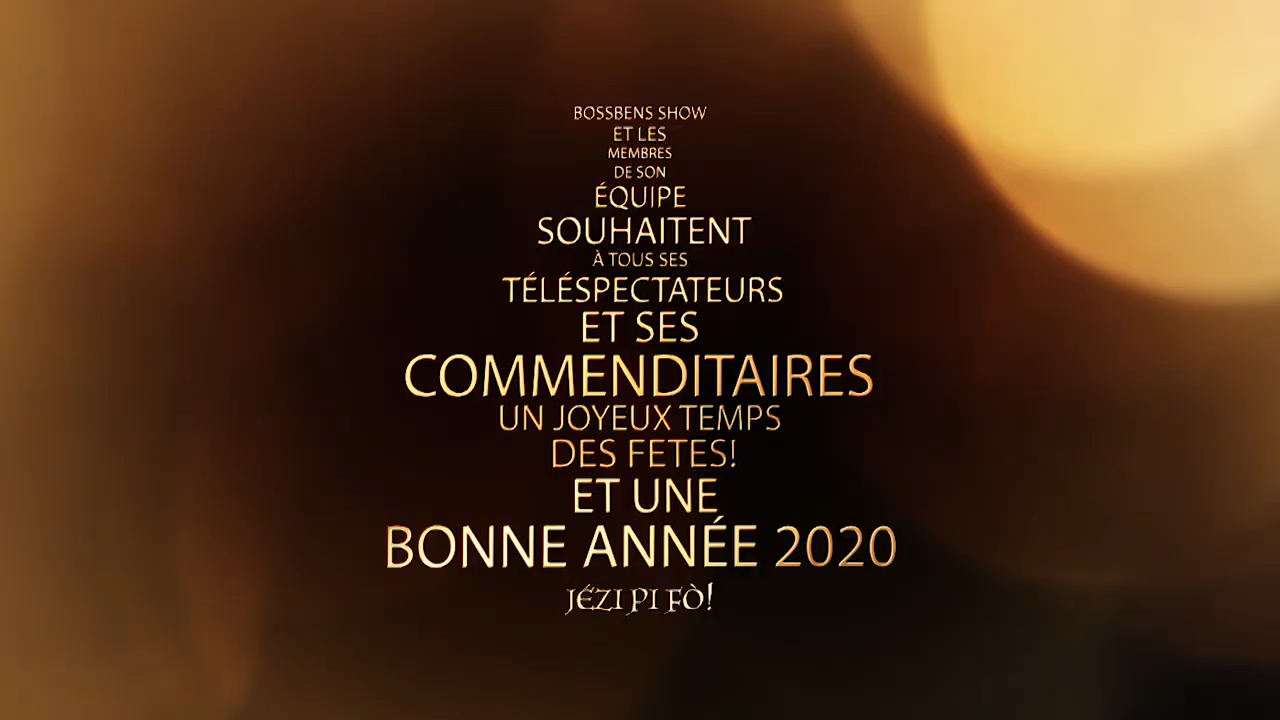 BOSSBENS SHOW
ET LES
MEMBRES
DE SON
ÉQUIPE
SOUHAITENT
À TOUS SES
TÉLÉSPECTATEURS
ET SES
COMMENDITAIRES
UN JOYEUX TEMPS
DES FETES!
ET UNE
BONNE ANNÉE 2020
JÉZI PI FÒ!